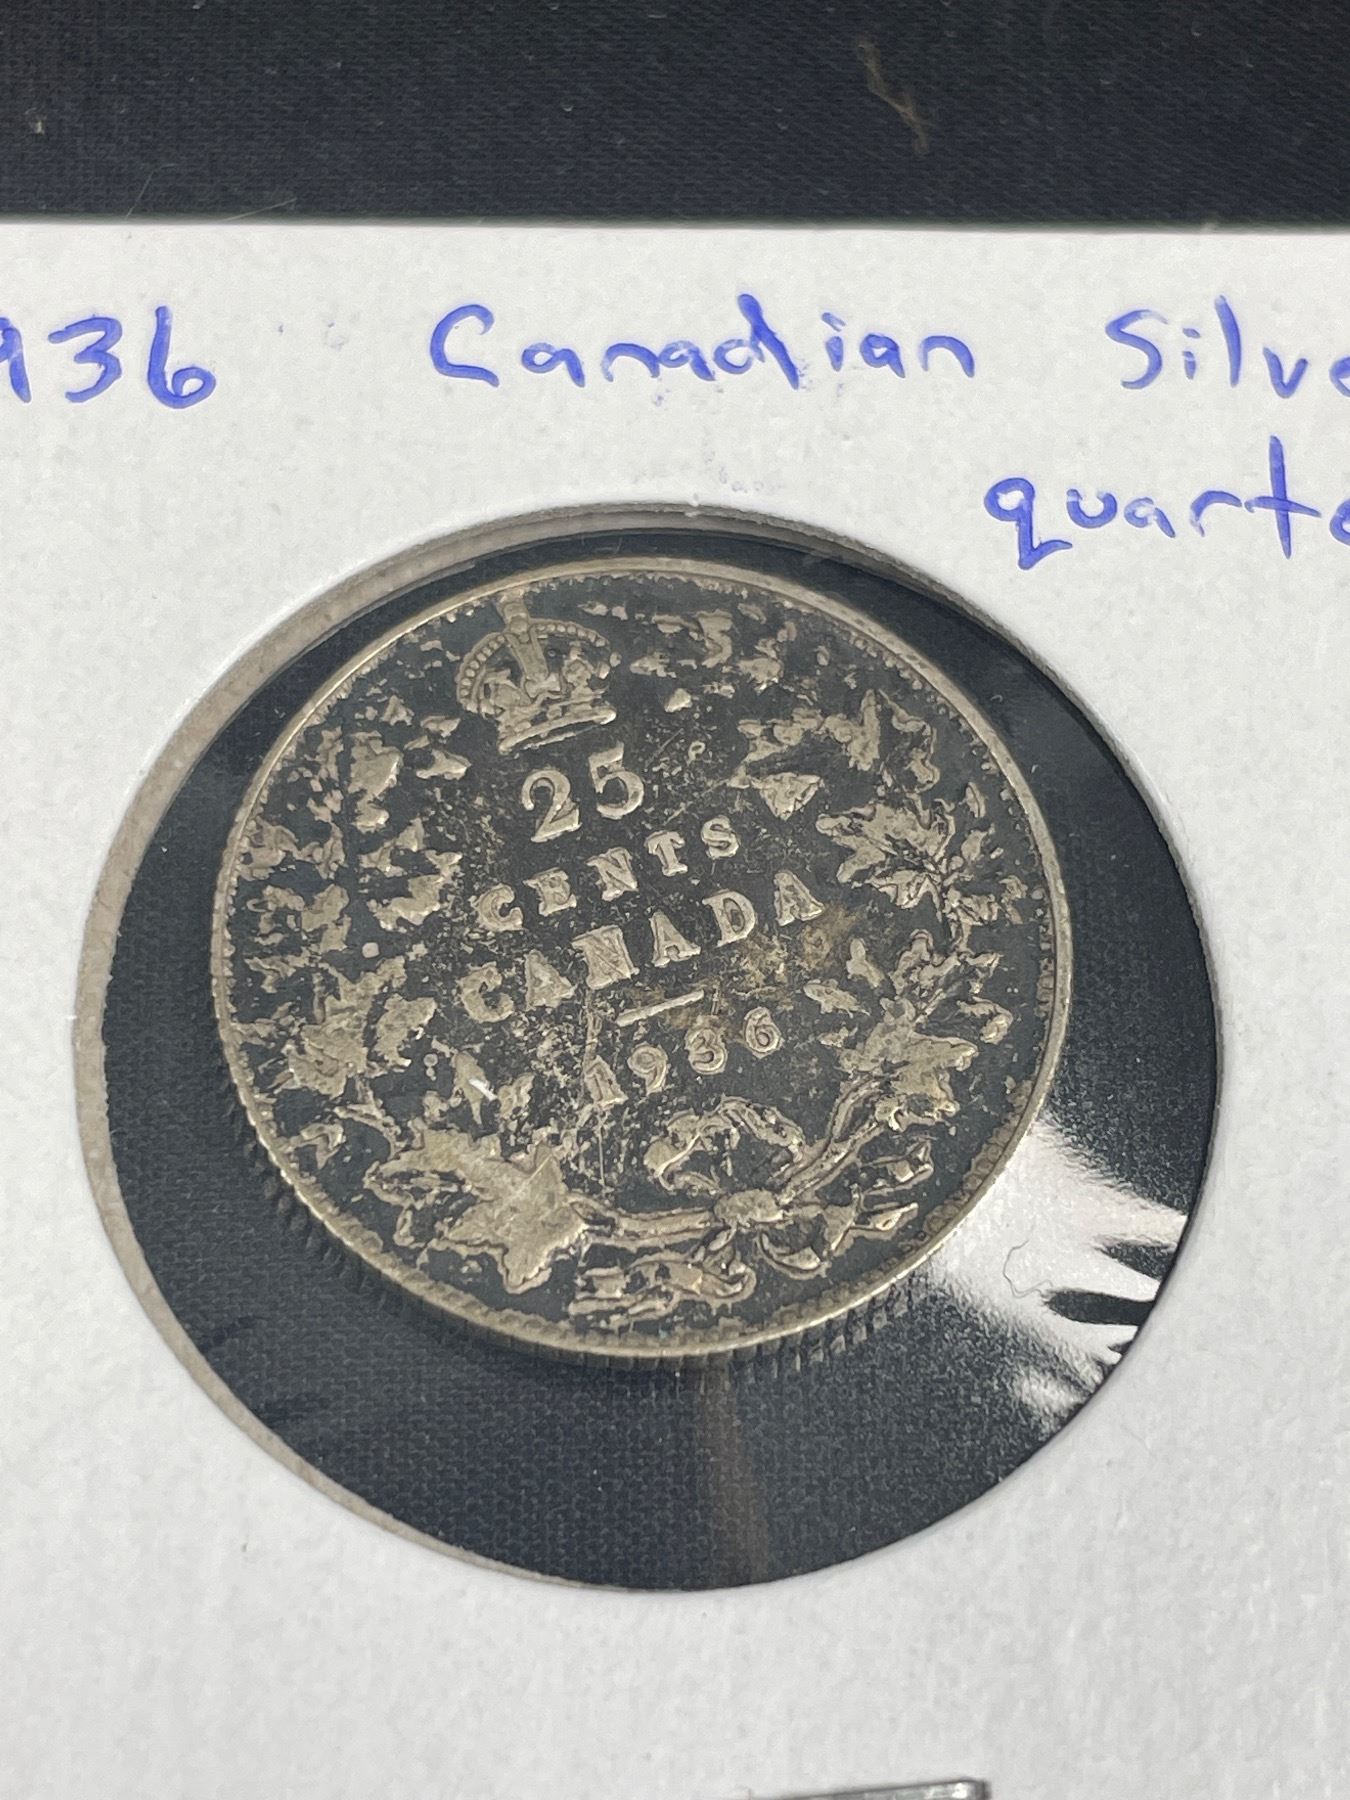 936 Canadian Silve
quarte
25
CENTS
CANADA
1936